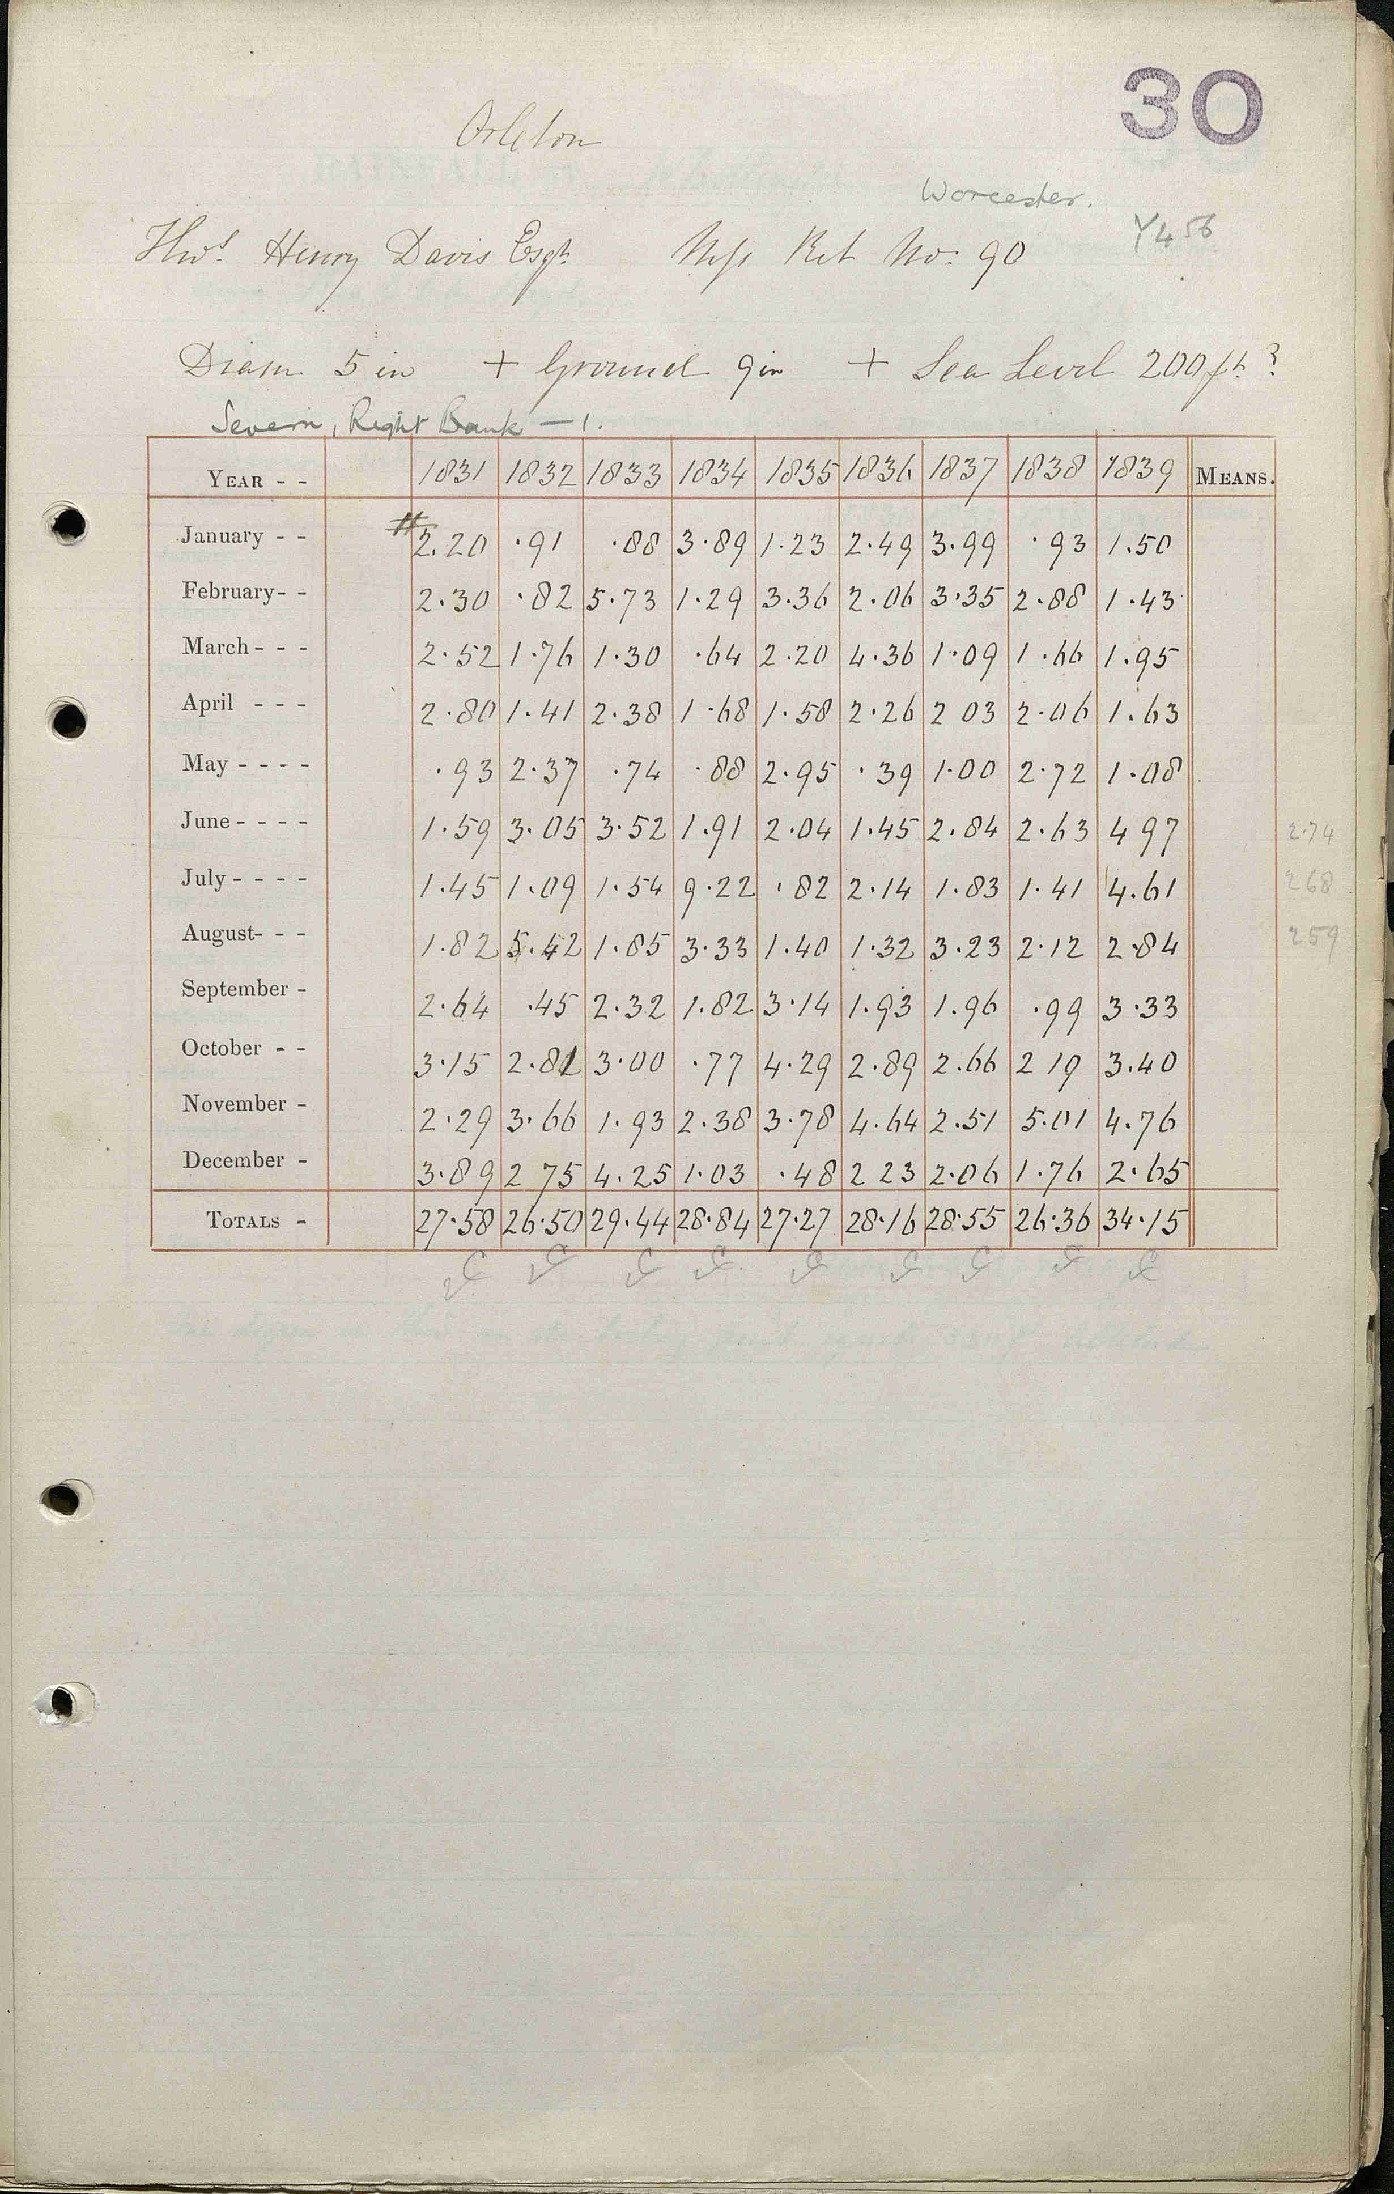 30
Orleton
Worcester.
Y456
Thos. Henry Davis Esqr. Mss Ret No. 90
Diam 5 in + Ground 9in + Sea Level 200ft?
Severn, Right Bank — 1.
YEAR - - 1831 1832 1833 1834 1835 1836 1837 1838 1839 MEANS.
January - - # 2.20 .91 .88 3.89 1.23 2.49 3.99 .93 1.50
February- - 2.30 .82 5.73 1.29 3.36 2.06 3.35 2.88 1.43
March - - - 2.52 1.76 1.30 .64 2.20 4.36 1.09 1.66 1.95
April - - - 2.80 1.41 2.38 1.68 1.58 2.26 2 03 2.06 1.63
May - - - - .93 2.37 .74 .88 2.95 .39 1.00 2.72 1.08
June - - - - 1.59 3.05 3.52 1.91 2.04 1.45 2.84 2.63 4 97 2.74
July - - - - 1.45 1.09 1.54 9.22 .82 2.14 1.83 1.41 4.61 268
August- - - 1.82 5.42 1.85 3.33 1.40 1.32 3.23 2.12 2.84 259
September - 2.64 .45 2.32 1.82 3.14 1.93 1.96 .99 3.33
October - - 3.15 2.81 3.00 .77 4.29 2.89 2.66 2 19 3.40
November - 2.29 3.66 1.93 2.38 3.78 4.64 2.51 5.01 4.76
December - 3.89 2 75 4.25 1.03 .48 2 23 2.06 1.76 2.65
TOTALS - 27.58 26.50 29.44 28.84 27.27 28.16 28.55 26.36 34.15